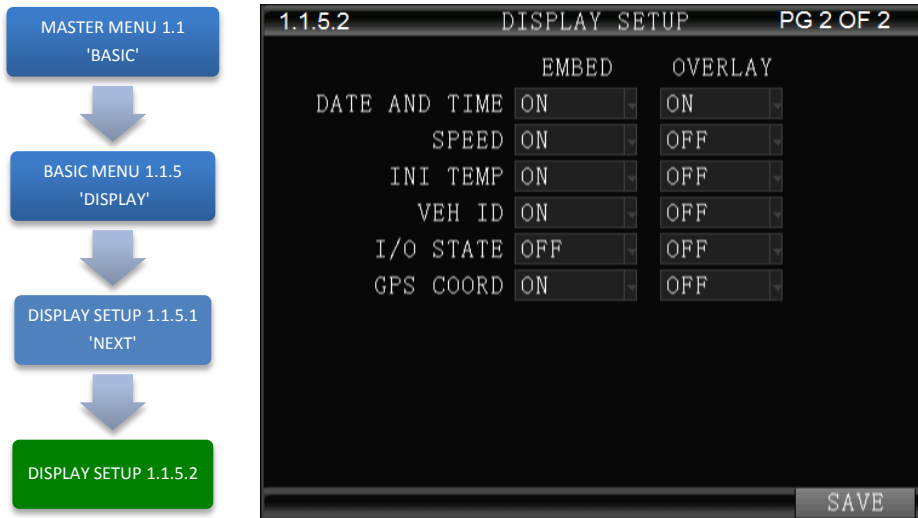 MASTER MENU 1.1
'BASIC'
BASIC MENU 1.1.5
'DISPLAY'
DISPLAY SETUP 1.1.5.1
'NEXT'
DISPLAY SETUP 1.1.5.2
1.1.5.2 DISPLAY SETUP PG 2 OF 2
EMBED OVERLAY
DATE AND TIME ON ON
SPEED ON OFF
INI TEMP ON OFF
VEH ID ON OFF
I/O STATE OFF OFF
GPS COORD ON OFF
SAVE